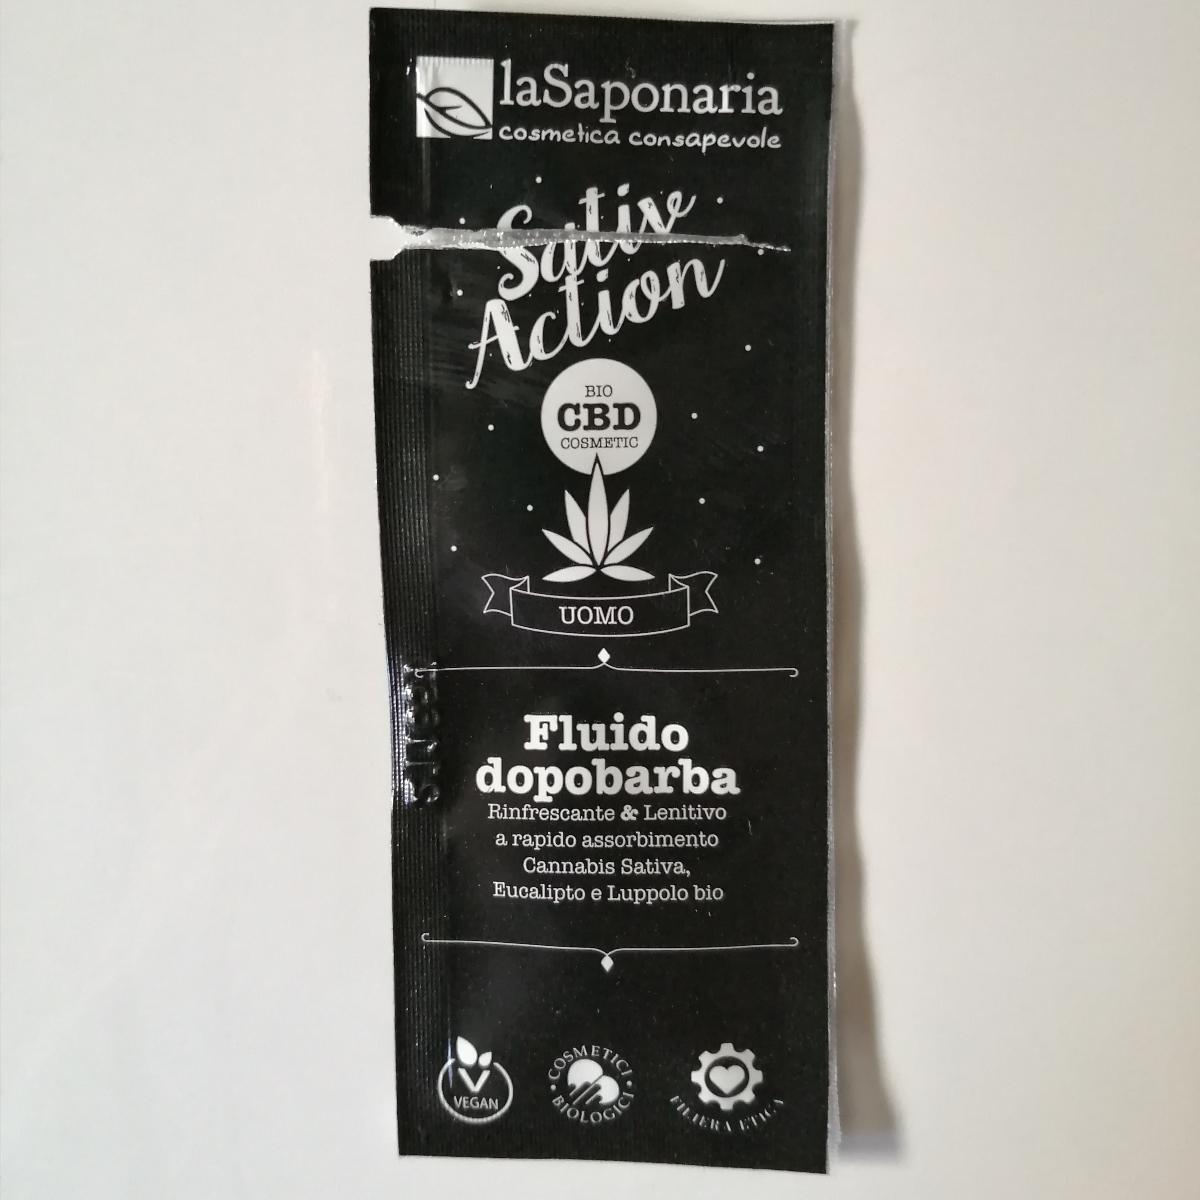 laSaponaria
cosmetica consapevole
Sativ
Action
BIO
CBD
COSMETIC
UOMO
Fluido
dopobarba
Rinfrescante & Lenitivo
a rapido assorbimento
Cannabis Sativa,
Eucalipto e Luppolo bio
V
VEGAN
COSMETICI
BIOLOGICI
FILIERA ETICA